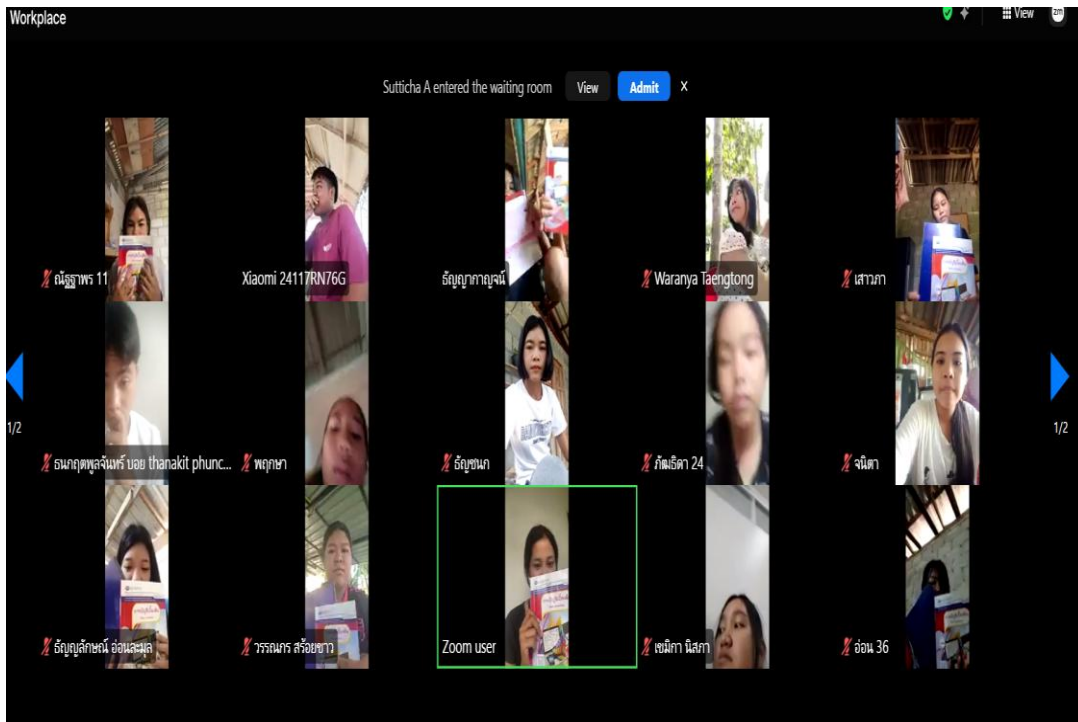 Workplace
View
zm
Sutticha A entered the waiting room View Admit X
ณัฐฐาพร 11
Xiaomi 24117RN76G
ธัญญากาญจน์
Waranya Taengtong
เสาวภา
1/2
1/2
ธนกฤตพูลจันทร์ บอย thanakit phunc...
พฤกษา
ธัญชนก
ภัฒธิดา 24
จนิตา
ธัญญลักษณ์ อ่อนละมูล
วรรณกร สร้อยขาว
Zoom user
เขมิกา นิสภา
อ่อน 36